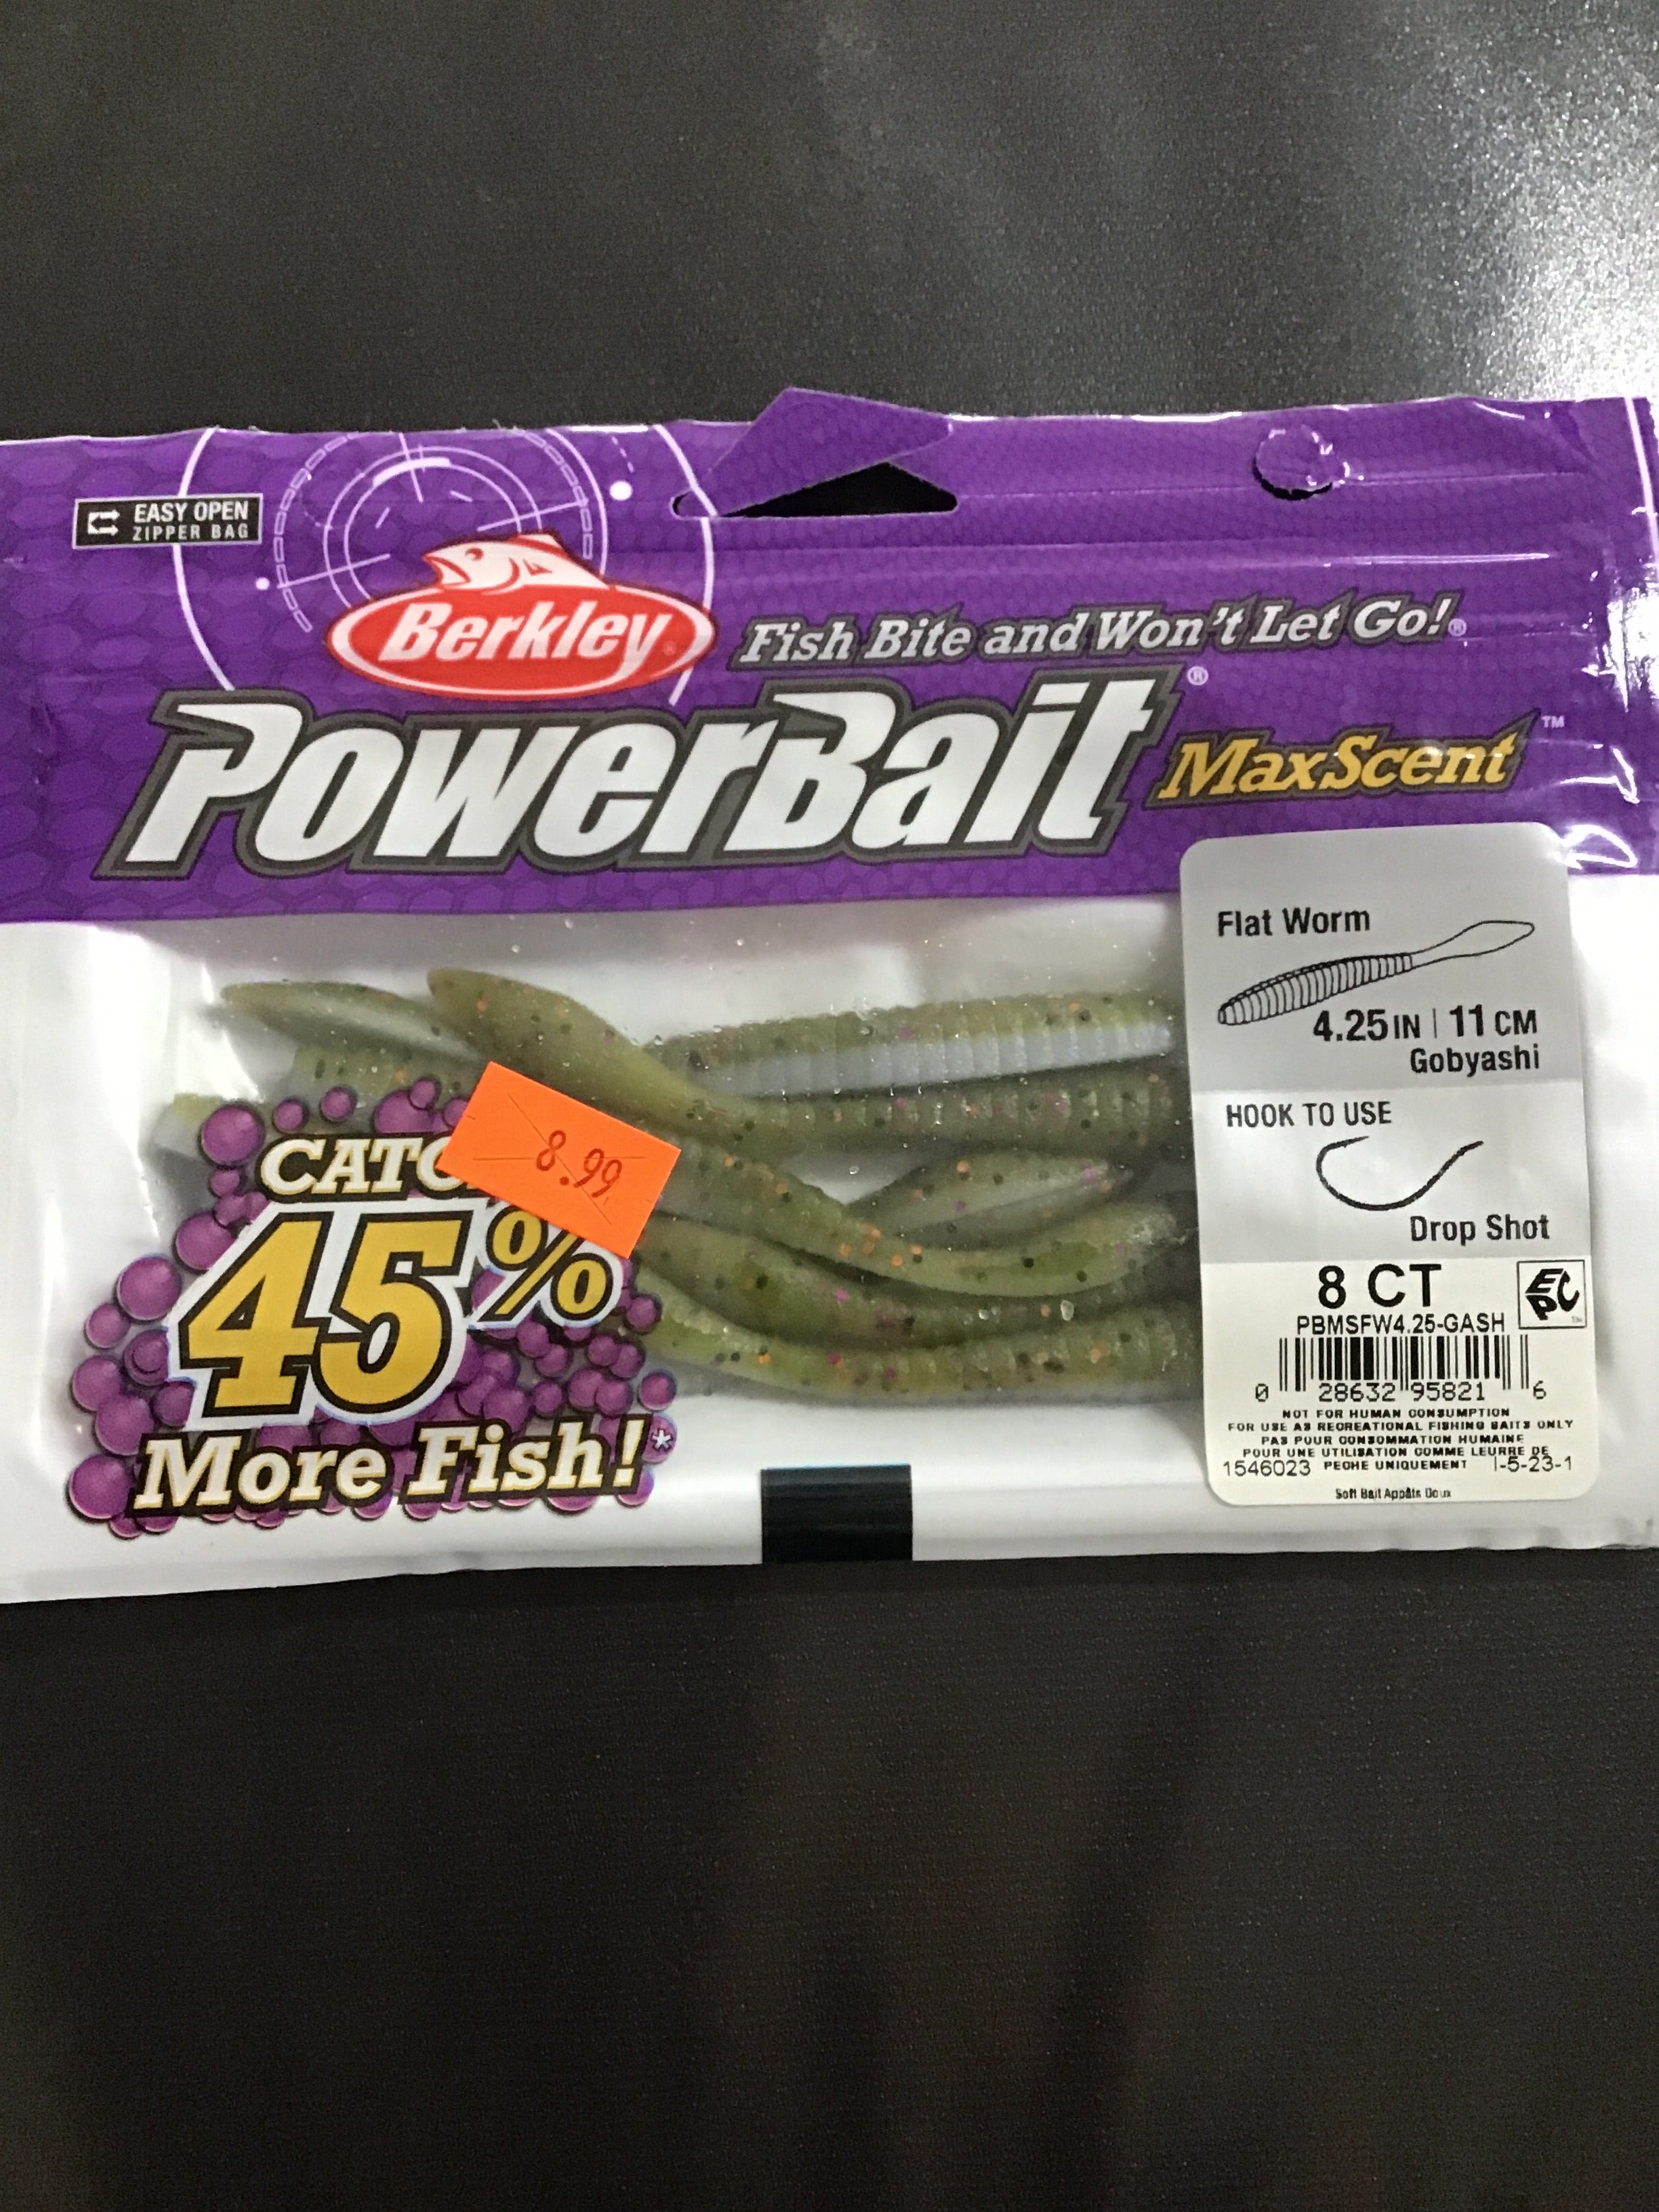 EASY OPEN
ZIPPER BAG
Berkley®
Fish Bite and Won't Let Go!®
PowerBait®
MaxScent™
Flat Worm
4.25 IN | 11 CM
Gobyashi
HOOK TO USE
Drop Shot
8 CT
EPC™
PBMSFW4.25-GASH
0 28632 95821 6
NOT FOR HUMAN CONSUMPTION
FOR USE AS RECREATIONAL FISHING BAITS ONLY
PAS POUR CONSOMMATION HUMAINE
POUR UNE UTILISATION COMME LEURRE DE
1546023 PECHE UNIQUEMENT 1-5-23-1
Soft Bait Appâts Doux
8.99
CATC
45%
More Fish!*